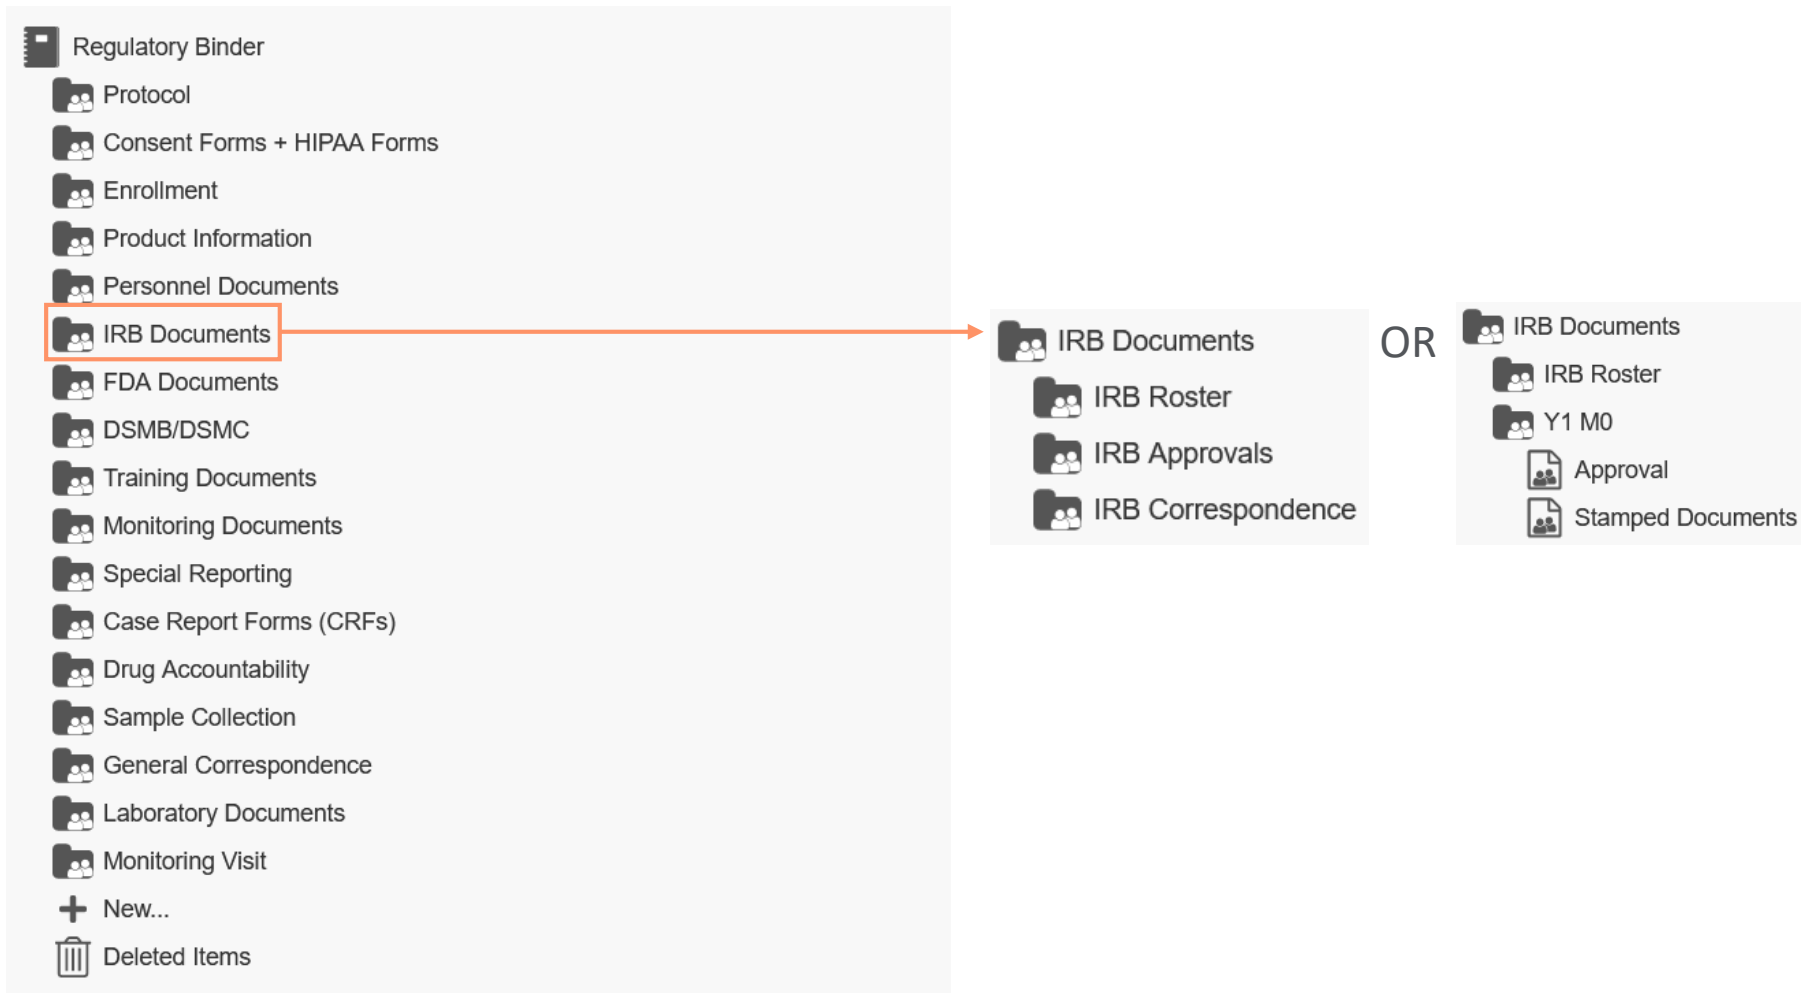 Regulatory Binder
Protocol
Consent Forms + HIPAA Forms
Enrollment
Product Information
Personnel Documents
IRB Documents
FDA Documents
DSMB/DSMC
Training Documents
Monitoring Documents
Special Reporting
Case Report Forms (CRFs)
Drug Accountability
Sample Collection
General Correspondence
Laboratory Documents
Monitoring Visit
New...
Deleted Items
IRB Documents
IRB Roster
IRB Approvals
IRB Correspondence
OR
IRB Documents
IRB Roster
Y1 M0
Approval
Stamped Documents